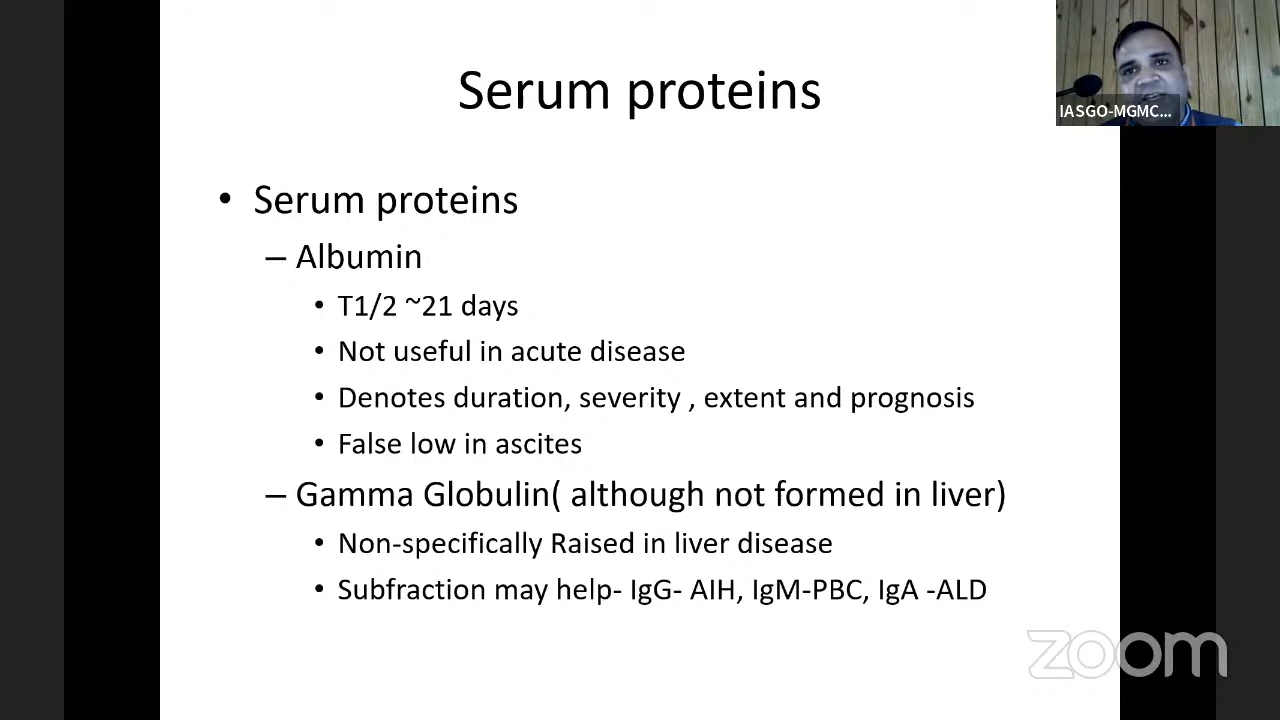 Serum proteins
IASGO-MGMC...
• Serum proteins
– Albumin
• T1/2 ~21 days
• Not useful in acute disease
• Denotes duration, severity , extent and prognosis
• False low in ascites
– Gamma Globulin( although not formed in liver)
• Non-specifically Raised in liver disease
• Subfraction may help- IgG- AIH, IgM-PBC, IgA -ALD
zoom